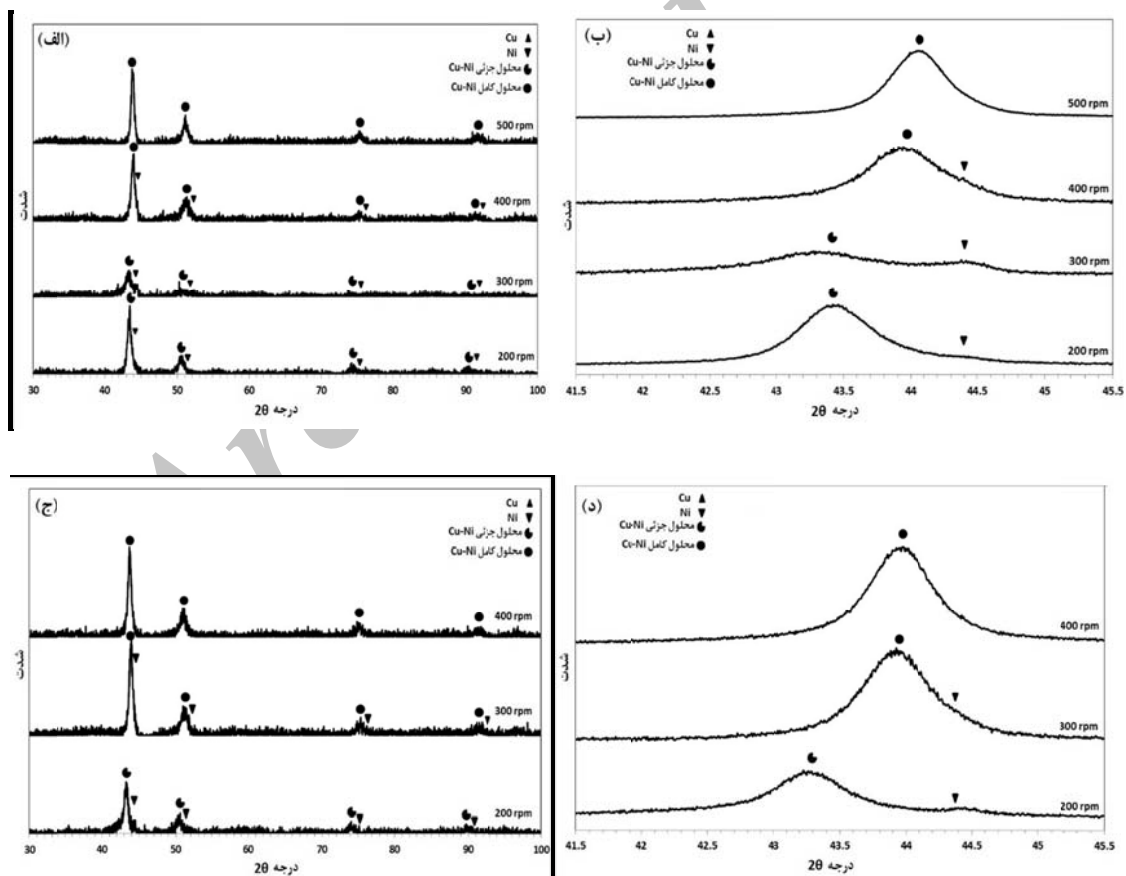 (الف)
Cu ▲
Ni ▼
محلول جزئی Cu-Ni
محلول کامل Cu-Ni ●
500 rpm
400 rpm
300 rpm
200 rpm
شدت
30 40 50 60 70 80 90 100
درجه 2θ
(ب)
Cu ▲
Ni ▼
محلول جزئی Cu-Ni
محلول کامل Cu-Ni ●
500 rpm
400 rpm
300 rpm
200 rpm
شدت
41.5 42 42.5 43 43.5 44 44.5 45 45.5
درجه 2θ
(ج)
Cu ▲
Ni ▼
محلول جزئی Cu-Ni
محلول کامل Cu-Ni ●
400 rpm
300 rpm
200 rpm
شدت
30 40 50 60 70 80 90 100
درجه 2θ
(د)
Cu ▲
Ni ▼
محلول جزئی Cu-Ni
محلول کامل Cu-Ni ●
400 rpm
300 rpm
200 rpm
شدت
41.5 42 42.5 43 43.5 44 44.5 45 45.5
درجه 2θ